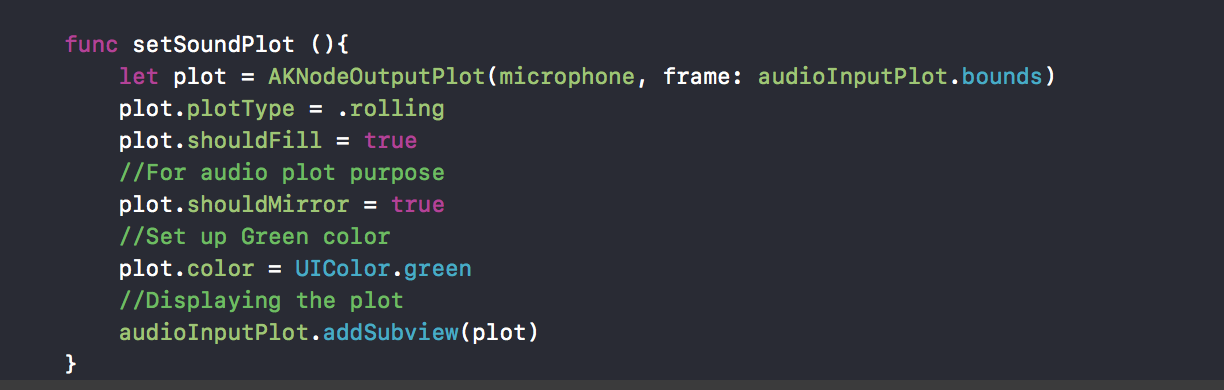 func setSoundPlot (){
let plot = AKNodeOutputPlot(microphone, frame: audioInputPlot.bounds)
plot.plotType = .rolling
plot.shouldFill = true
//For audio plot purpose
plot.shouldMirror = true
//Set up Green color
plot.color = UIColor.green
//Displaying the plot
audioInputPlot.addSubview(plot)
}